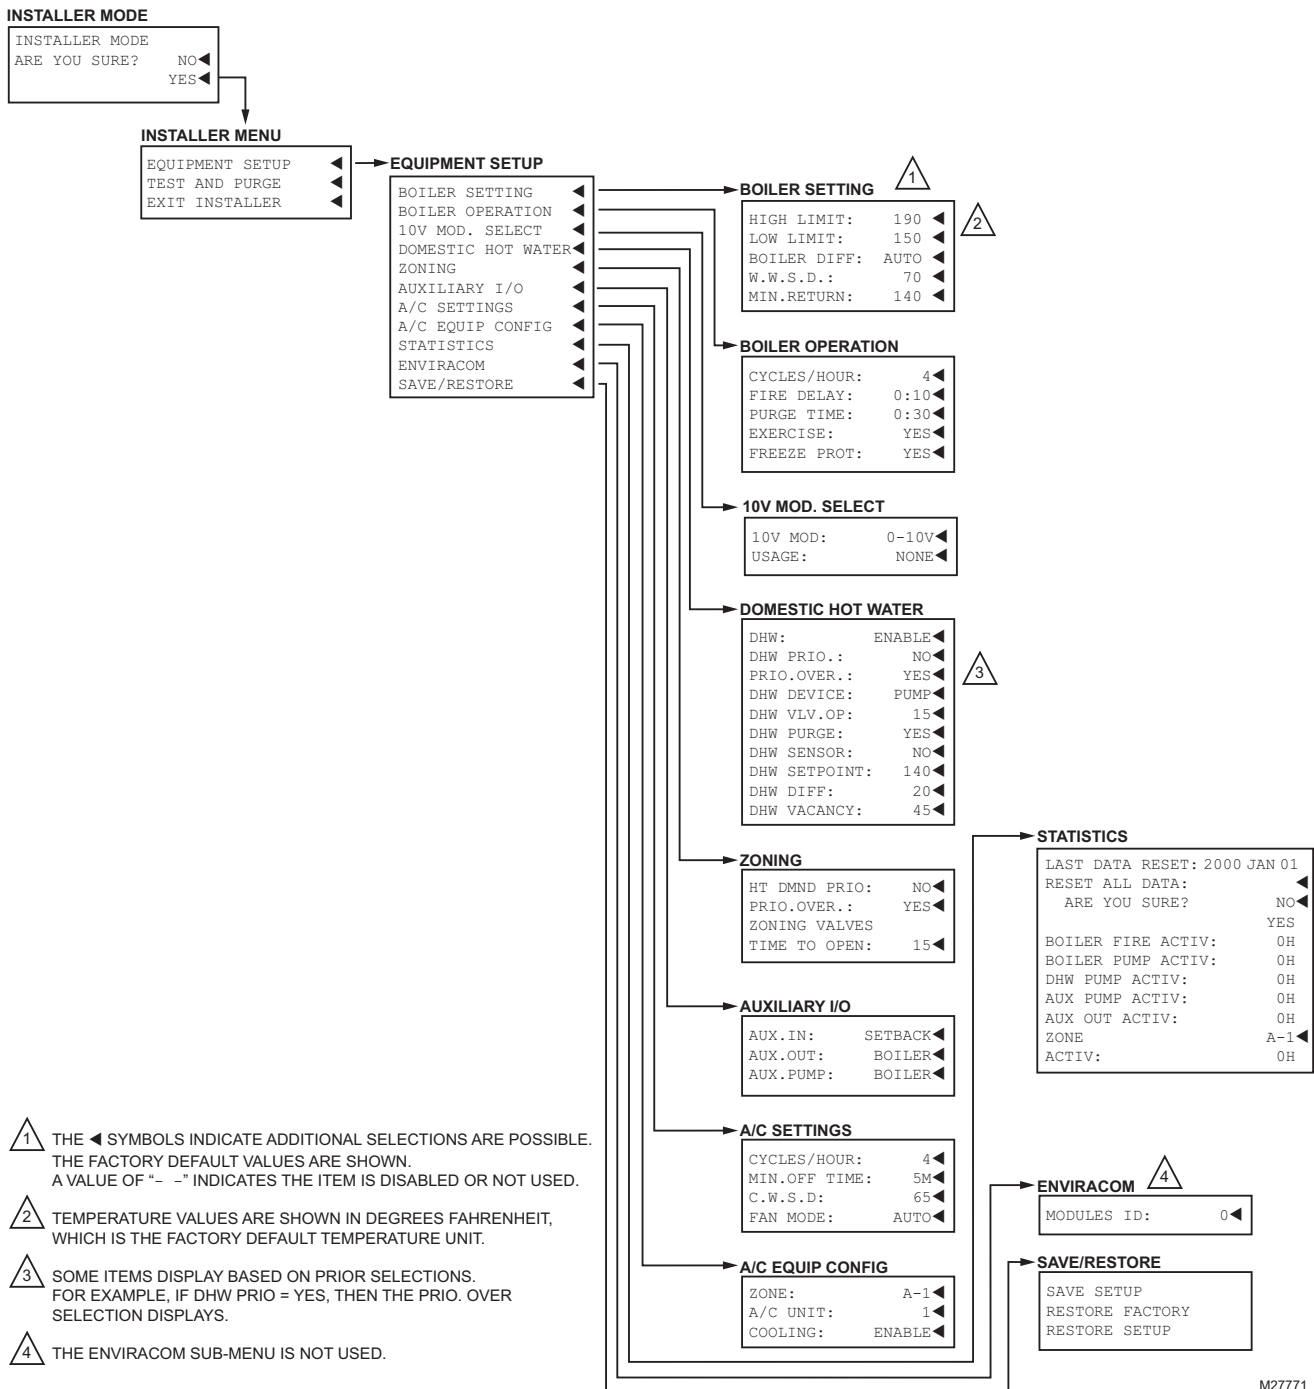 INSTALLER MODE
INSTALLER MODE
ARE YOU SURE? NO◀
YES◀
INSTALLER MENU
EQUIPMENT SETUP ◀
TEST AND PURGE ◀
EXIT INSTALLER ◀
EQUIPMENT SETUP
BOILER SETTING ◀
BOILER OPERATION ◀
10V MOD. SELECT ◀
DOMESTIC HOT WATER◀
ZONING ◀
AUXILIARY I/O ◀
A/C SETTINGS ◀
A/C EQUIP CONFIG ◀
STATISTICS ◀
ENVIRACOM ◀
SAVE/RESTORE ◀
BOILER SETTING 1
HIGH LIMIT: 190 ◀ 2
LOW LIMIT: 150 ◀
BOILER DIFF: AUTO ◀
W.W.S.D.: 70 ◀
MIN.RETURN: 140 ◀
BOILER OPERATION
CYCLES/HOUR: 4◀
FIRE DELAY: 0:10◀
PURGE TIME: 0:30◀
EXERCISE: YES◀
FREEZE PROT: YES◀
10V MOD. SELECT
10V MOD: 0-10V◀
USAGE: NONE◀
DOMESTIC HOT WATER
DHW: ENABLE◀
DHW PRIO.: NO◀
PRIO.OVER.: YES◀ 3
DHW DEVICE: PUMP◀
DHW VLV.OP: 15◀
DHW PURGE: YES◀
DHW SENSOR: NO◀
DHW SETPOINT: 140◀
DHW DIFF: 20◀
DHW VACANCY: 45◀
ZONING
HT DMND PRIO: NO◀
PRIO.OVER.: YES◀
ZONING VALVES
TIME TO OPEN: 15◀
AUXILIARY I/O
AUX.IN: SETBACK◀
AUX.OUT: BOILER◀
AUX.PUMP: BOILER◀
A/C SETTINGS
CYCLES/HOUR: 4◀
MIN.OFF TIME: 5M◀
C.W.S.D: 65◀
FAN MODE: AUTO◀
A/C EQUIP CONFIG
ZONE: A-1◀
A/C UNIT: 1◀
COOLING: ENABLE◀
STATISTICS
LAST DATA RESET: 2000 JAN 01
RESET ALL DATA: ◀
ARE YOU SURE? NO◀
YES
BOILER FIRE ACTIV: 0H
BOILER PUMP ACTIV: 0H
DHW PUMP ACTIV: 0H
AUX PUMP ACTIV: 0H
AUX OUT ACTIV: 0H
ZONE A-1◀
ACTIV: 0H
ENVIRACOM 4
MODULES ID: 0◀
SAVE/RESTORE
SAVE SETUP
RESTORE FACTORY
RESTORE SETUP
1 THE ◀ SYMBOLS INDICATE ADDITIONAL SELECTIONS ARE POSSIBLE.
THE FACTORY DEFAULT VALUES ARE SHOWN.
A VALUE OF “- -” INDICATES THE ITEM IS DISABLED OR NOT USED.
2 TEMPERATURE VALUES ARE SHOWN IN DEGREES FAHRENHEIT,
WHICH IS THE FACTORY DEFAULT TEMPERATURE UNIT.
3 SOME ITEMS DISPLAY BASED ON PRIOR SELECTIONS.
FOR EXAMPLE, IF DHW PRIO = YES, THEN THE PRIO. OVER
SELECTION DISPLAYS.
4 THE ENVIRACOM SUB-MENU IS NOT USED.
M27771